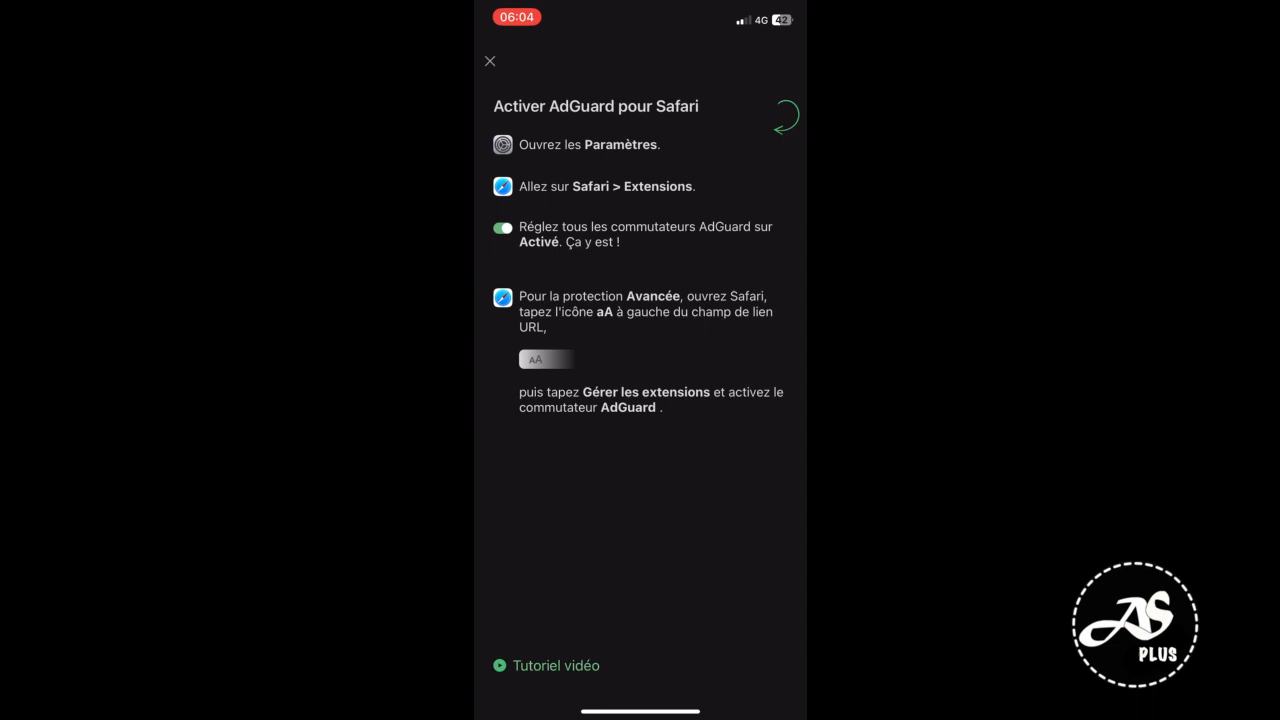 06:04
4G 42
Activer AdGuard pour Safari
Ouvrez les Paramètres.
Allez sur Safari > Extensions.
Réglez tous les commutateurs AdGuard sur
Activé. Ça y est !
Pour la protection Avancée, ouvrez Safari,
tapez l'icône aA à gauche du champ de lien
URL,
AA
puis tapez Gérer les extensions et activez le
commutateur AdGuard .
Tutoriel vidéo
AS
PLUS